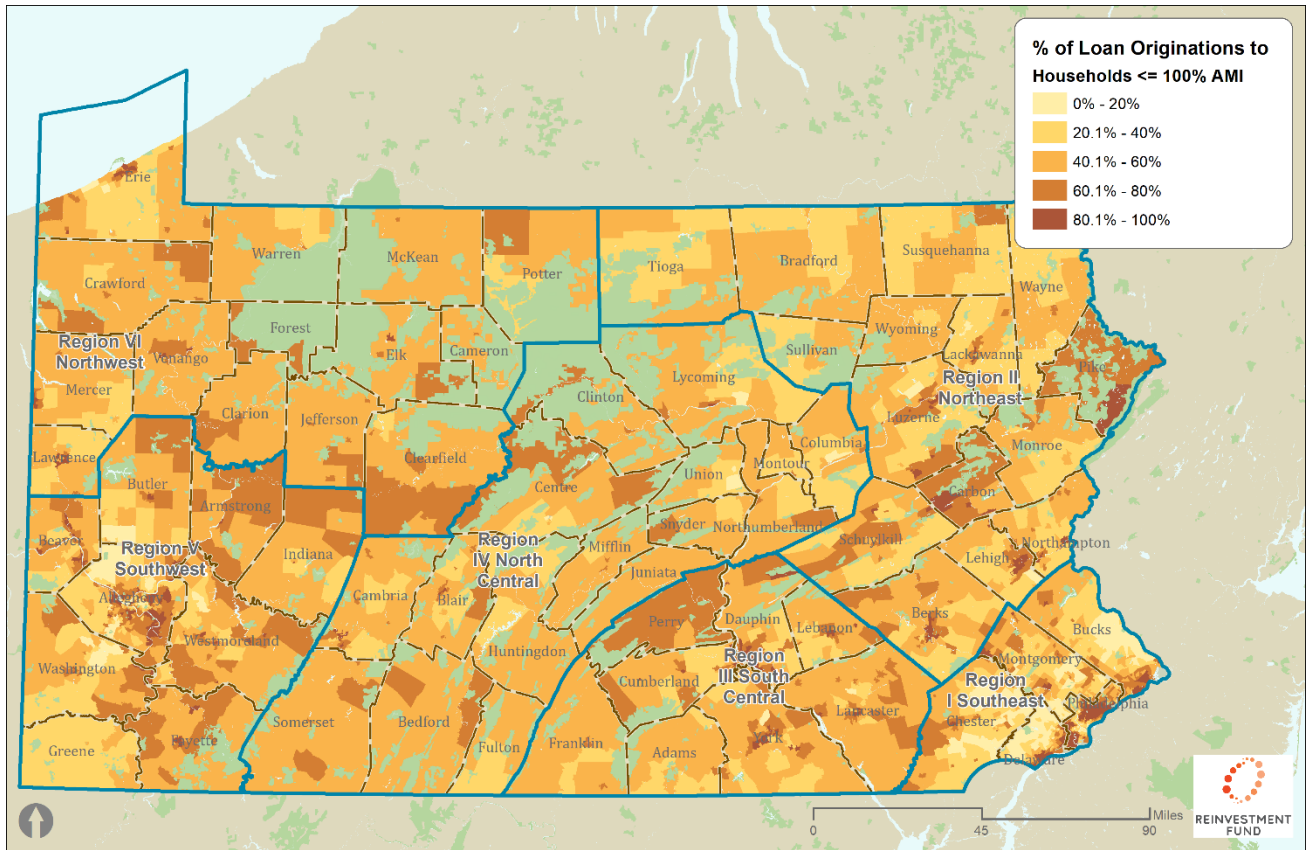 % of Loan Originations to
Households <= 100% AMI
0% - 20%
20.1% - 40%
40.1% - 60%
60.1% - 80%
80.1% - 100%
Erie
Warren
McKean
Potter
Tioga
Bradford
Susquehanna
Wayne
Crawford
Forest
Elk
Cameron
Sullivan
Wyoming
Lackawanna
Pike
Region VI
Northwest
Venango
Mercer
Clarion
Jefferson
Clinton
Lycoming
Region II
Northeast
Luzerne
Monroe
Lawrence
Clearfield
Centre
Union
Montour
Columbia
Carbon
Butler
Armstrong
Snyder
Northumberland
Schuylkill
Northampton
Lehigh
Beaver
Region V
Southwest
Indiana
Region
IV North
Central
Mifflin
Juniata
Allegheny
Cambria
Blair
Huntingdon
Perry
Dauphin
Lebanon
Berks
Bucks
Westmoreland
Washington
Montgomery
Cumberland
Region
III South
Central
Region
I Southeast
Philadelphia
Lancaster
Chester
Greene
Fayette
Somerset
Bedford
Fulton
Franklin
Adams
York
Delaware
0
45
90
Miles
REINVESTMENT
FUND